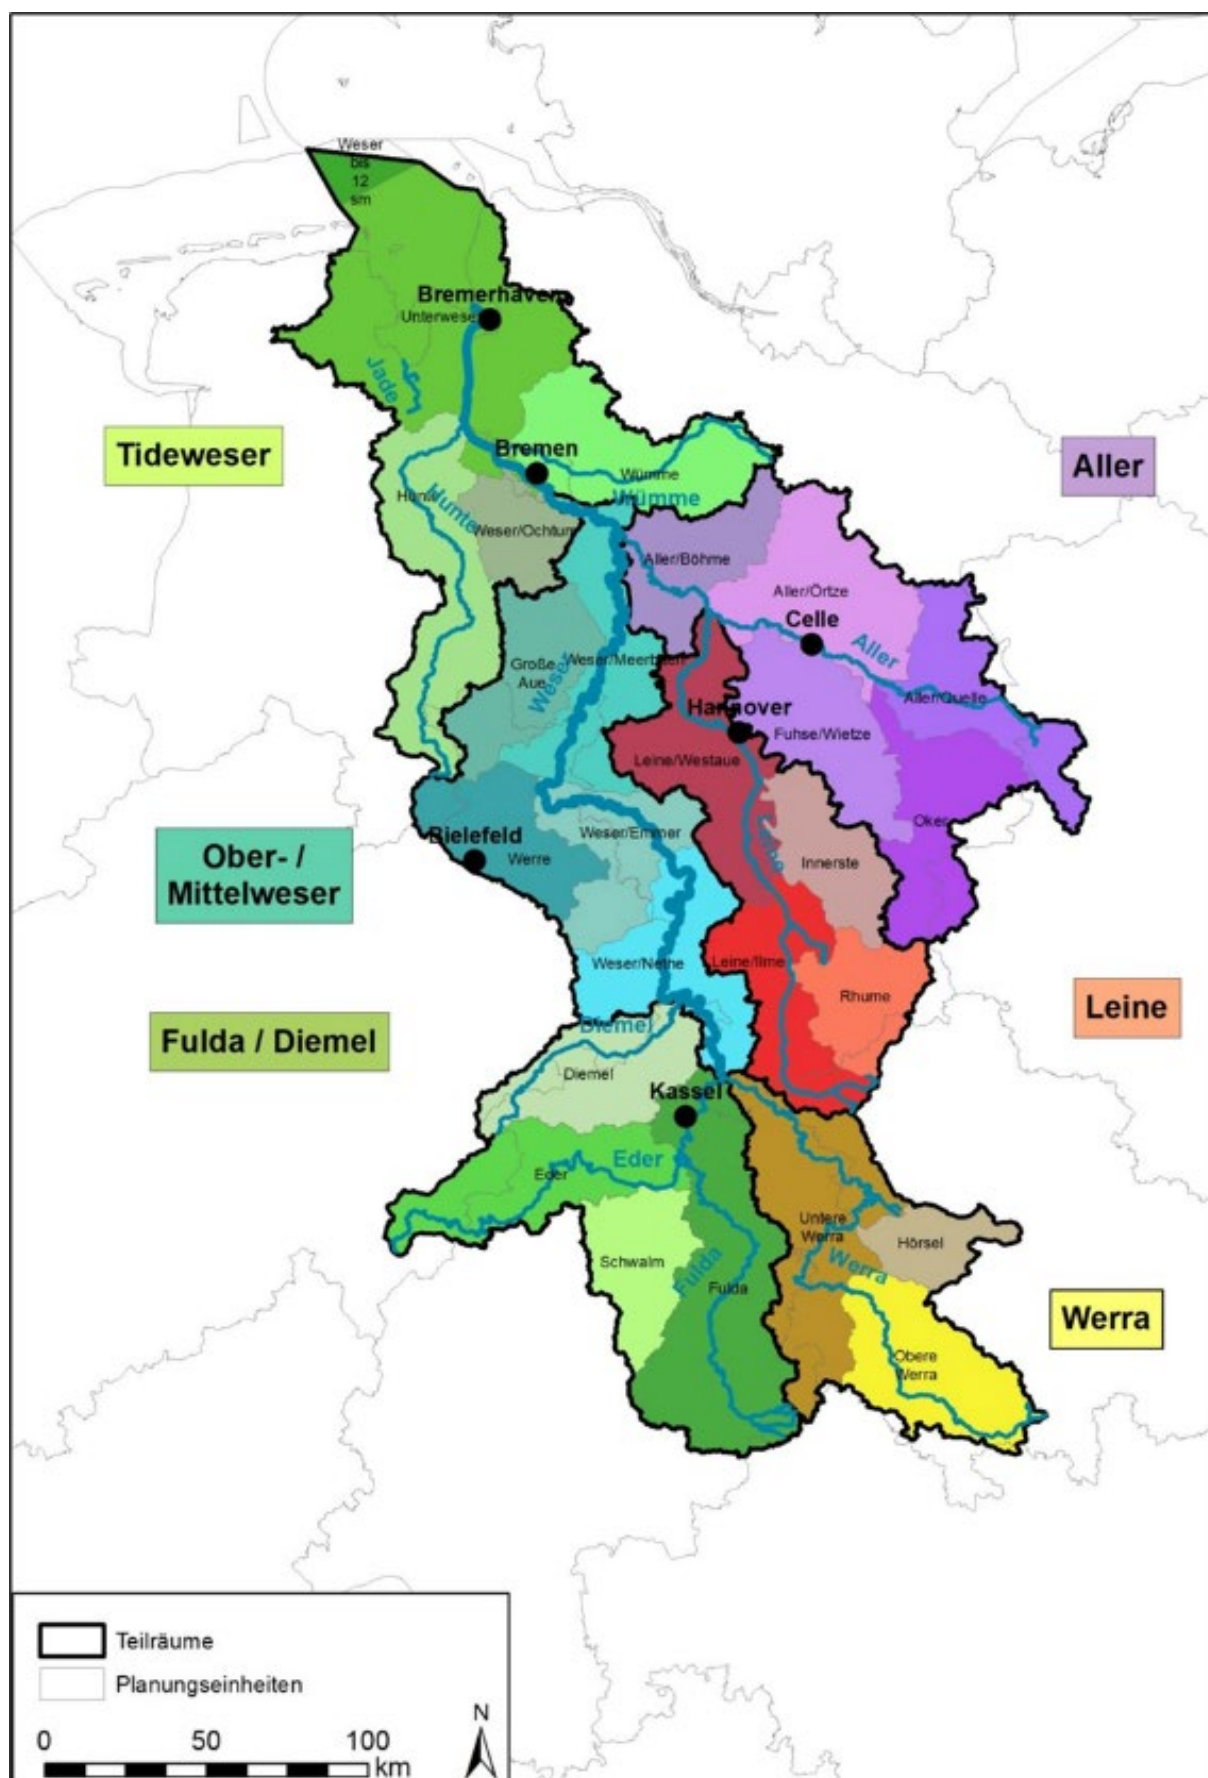 Weser
bis
12
sm
Bremerhaven
Unterweser
Jade
Tideweser
Bremen
Aller
Wümme
Wümme
Hunte
Hunte
Weser/Ochtum
Aller/Böhme
Aller/Örtze
Celle
Aller
Große
Aue
Weser/Meerbach
Weser
Aller/Quelle
Hannover
Fuhse/Wietze
Leine/Westaue
Oker
Bielefeld
Weser/Emmer
Werre
Leine
Innerste
Ober- /
Mittelweser
Weser/Nethe
Leine/Ilme
Rhume
Leine
Fulda / Diemel
Diemel
Diemel
Kassel
Eder
Eder
Untere
Werra
Hörsel
Schwalm
Fulda
Fulda
Werra
Werra
Obere
Werra
Teilräume
Planungseinheiten
N
0 50 100
km